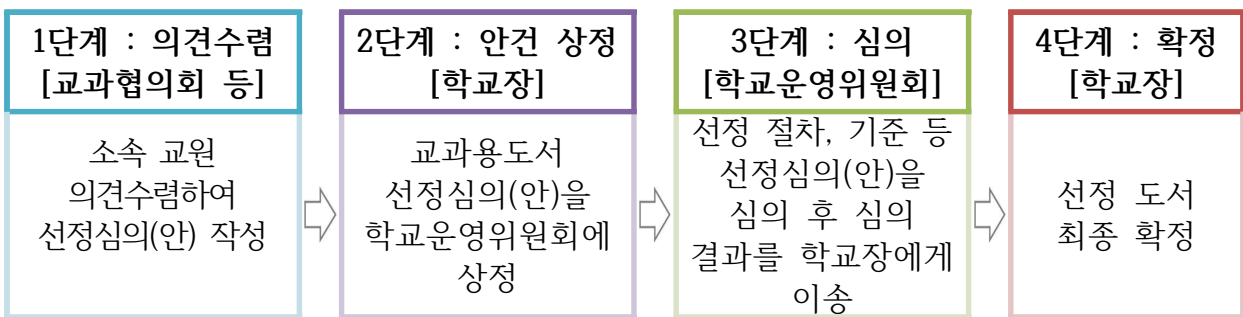 1단계 : 의견수렴
[교과협의회 등]
소속 교원
의견수렴하여
선정심의(안) 작성
2단계 : 안건 상정
[학교장]
교과용도서
선정심의(안)을
학교운영위원회에
상정
3단계 : 심의
[학교운영위원회]
선정 절차, 기준 등
선정심의(안)을
심의 후 심의
결과를 학교장에게
이송
4단계 : 확정
[학교장]
선정 도서
최종 확정